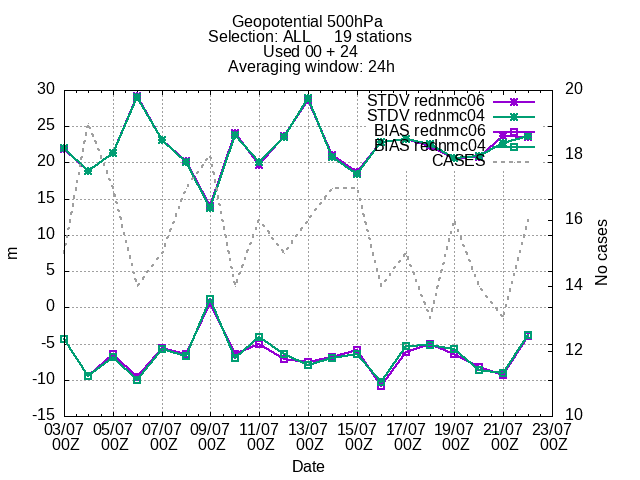 Geopotential 500hPa
Selection: ALL 19 stations
Used 00 + 24
Averaging window: 24h
STDV rednmc06
STDV rednmc04
BIAS rednmc06
BIAS rednmc04
CASES
30
25
20
15
10
5
0
-5
-10
-15
m
20
18
16
14
12
10
No cases
03/07 05/07 07/07 09/07 11/07 13/07 15/07 17/07 19/07 21/07 23/07
00Z 00Z 00Z 00Z 00Z 00Z 00Z 00Z 00Z 00Z 00Z
Date